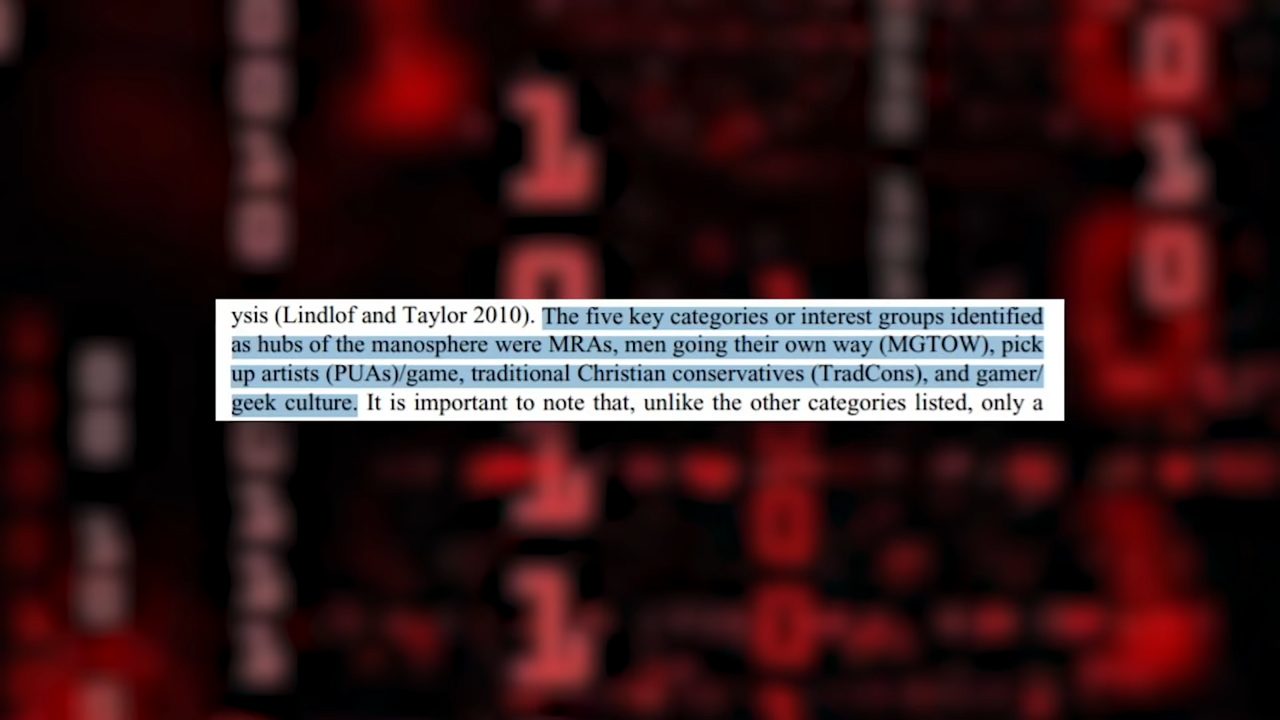 ysis (Lindlof and Taylor 2010). The five key categories or interest groups identified
as hubs of the manosphere were MRAs, men going their own way (MGTOW), pick
up artists (PUAs)/game, traditional Christian conservatives (TradCons), and gamer/
geek culture. It is important to note that, unlike the other categories listed, only a